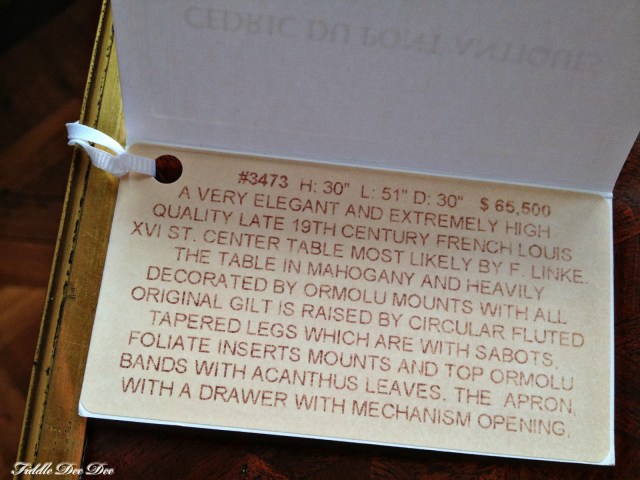 CEDRIC DU PONT ANTIQUES
#3473 H: 30" L: 51" D: 30" $ 65,500
A VERY ELEGANT AND EXTREMELY HIGH
QUALITY LATE 19TH CENTURY FRENCH LOUIS
XVI ST. CENTER TABLE MOST LIKELY BY F. LINKE.
THE TABLE IN MAHOGANY AND HEAVILY
DECORATED BY ORMOLU MOUNTS WITH ALL
ORIGINAL GILT IS RAISED BY CIRCULAR FLUTED
TAPERED LEGS WHICH ARE WITH SABOTS,
FOLIATE INSERTS MOUNTS AND TOP ORMOLU
BANDS WITH ACANTHUS LEAVES. THE APRON,
WITH A DRAWER WITH MECHANISM OPENING,
Fiddle Dee Dee